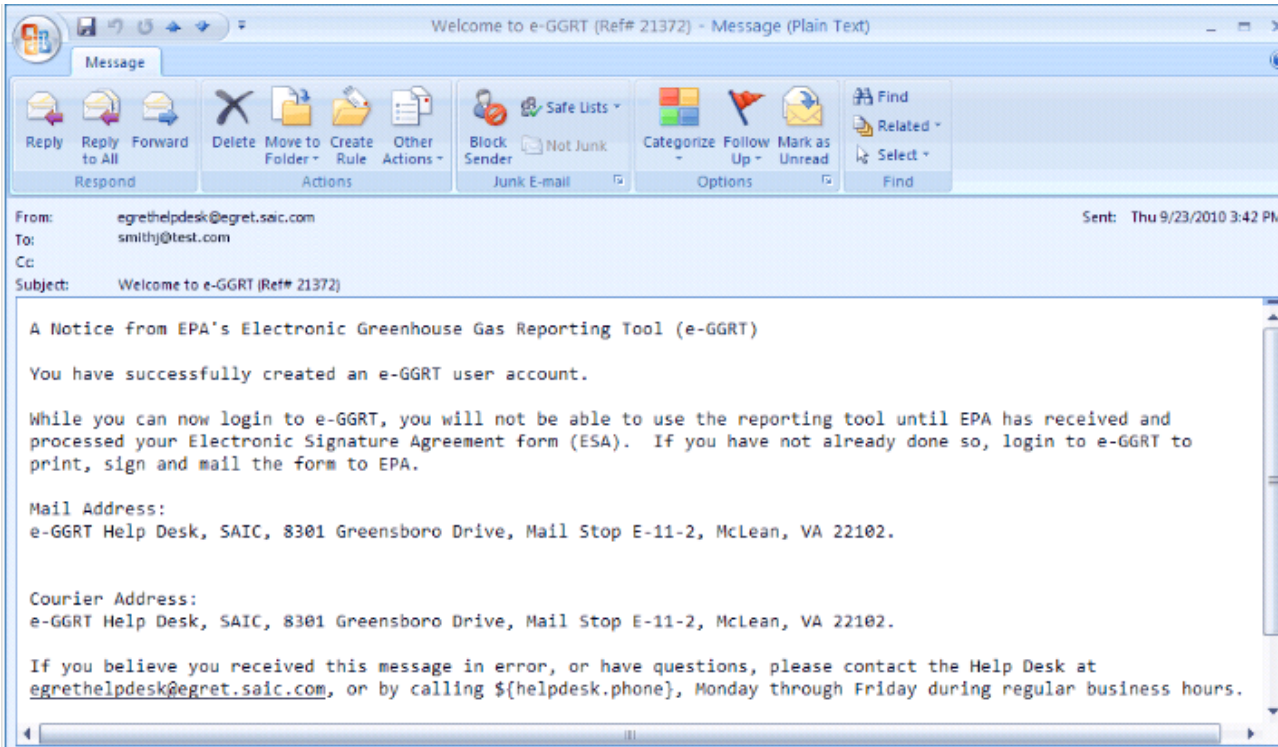 Welcome to e-GGRT (Ref# 21372) - Message (Plain Text)
Message
Reply Reply to All Forward
Delete Move to Folder Create Rule Other Actions
Block Sender Safe Lists Not Junk
Categorize Follow Up Mark as Unread
Find Related Select
Respond Actions Junk E-mail Options Find
From: egrethelpdesk@egret.saic.com Sent: Thu 9/23/2010 3:42 PM
To: smithj@test.com
Cc:
Subject: Welcome to e-GGRT (Ref# 21372)
A Notice from EPA's Electronic Greenhouse Gas Reporting Tool (e-GGRT)
You have successfully created an e-GGRT user account.
While you can now login to e-GGRT, you will not be able to use the reporting tool until EPA has received and
processed your Electronic Signature Agreement form (ESA).  If you have not already done so, login to e-GGRT to
print, sign and mail the form to EPA.
Mail Address:
e-GGRT Help Desk, SAIC, 8301 Greensboro Drive, Mail Stop E-11-2, McLean, VA 22102.
Courier Address:
e-GGRT Help Desk, SAIC, 8301 Greensboro Drive, Mail Stop E-11-2, McLean, VA 22102.
If you believe you received this message in error, or have questions, please contact the Help Desk at
egrethelpdesk@egret.saic.com, or by calling ${helpdesk.phone}, Monday through Friday during regular business hours.